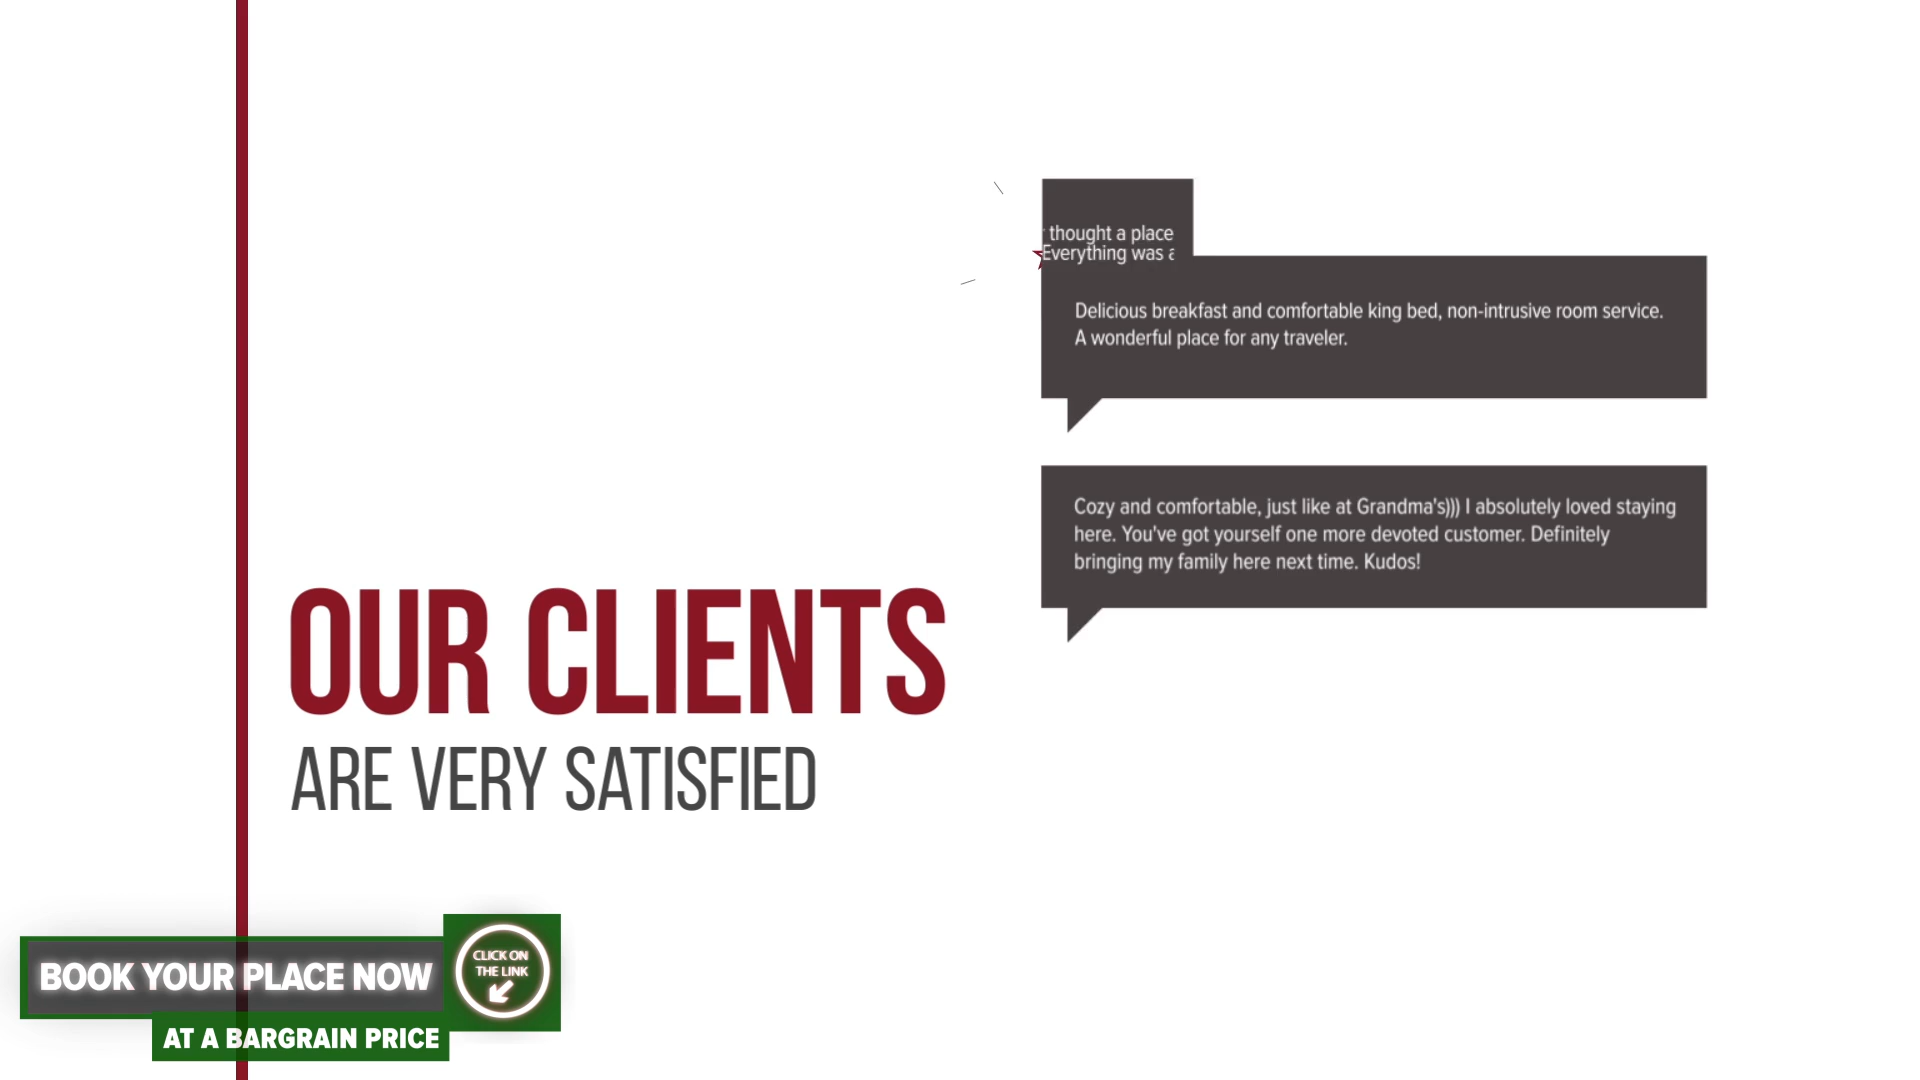 thought a place
Everything was
Delicious breakfast and comfortable king bed, non-intrusive room service.
A wonderful place for any traveler.
Cozy and comfortable, just like at Grandma's))) I absolutely loved staying
here. You've got yourself one more devoted customer. Definitely
bringing my family here next time. Kudos!
OUR CLIENTS
ARE VERY SATISFIED
BOOK YOUR PLACE NOW
CLICK ON
THE LINK
AT A BARGRAIN PRICE